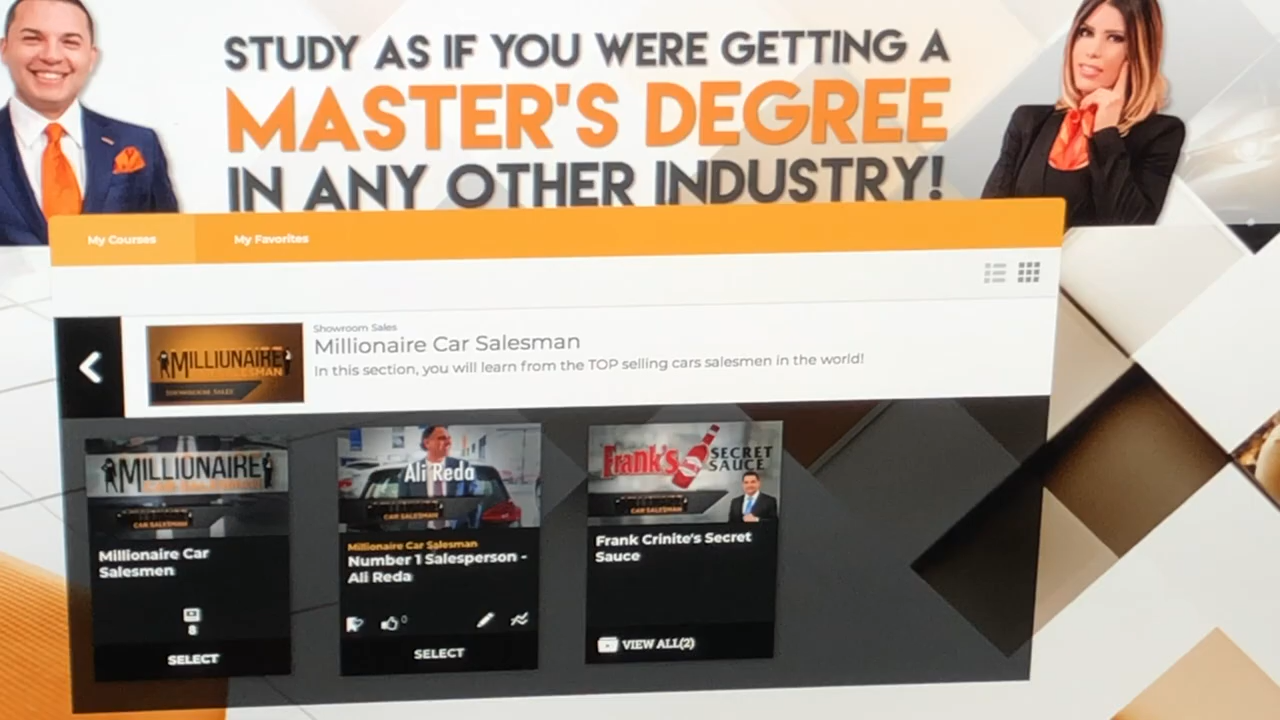 STUDY AS IF YOU WERE GETTING A
MASTER'S DEGREE
IN ANY OTHER INDUSTRY!
My Courses
My Favorites
Showroom Sales
Millionaire Car Salesman
In this section, you will learn from the TOP selling cars salesmen in the world!
MILLIONAIRE
SALESMAN
SHOWROOM SALES
MILLIONAIRE
CAR SALESMAN
CAR SALESMAN
Millionaire Car
Salesmen
8
SELECT
Ali Reda
CAR SALESMAN
Millionaire Car Salesman
Number 1 Salesperson -
Ali Reda
0
SELECT
Frank's SECRET
SAUCE
CAR SALESMAN
Frank Crinite's Secret
Sauce
VIEW ALL(2)